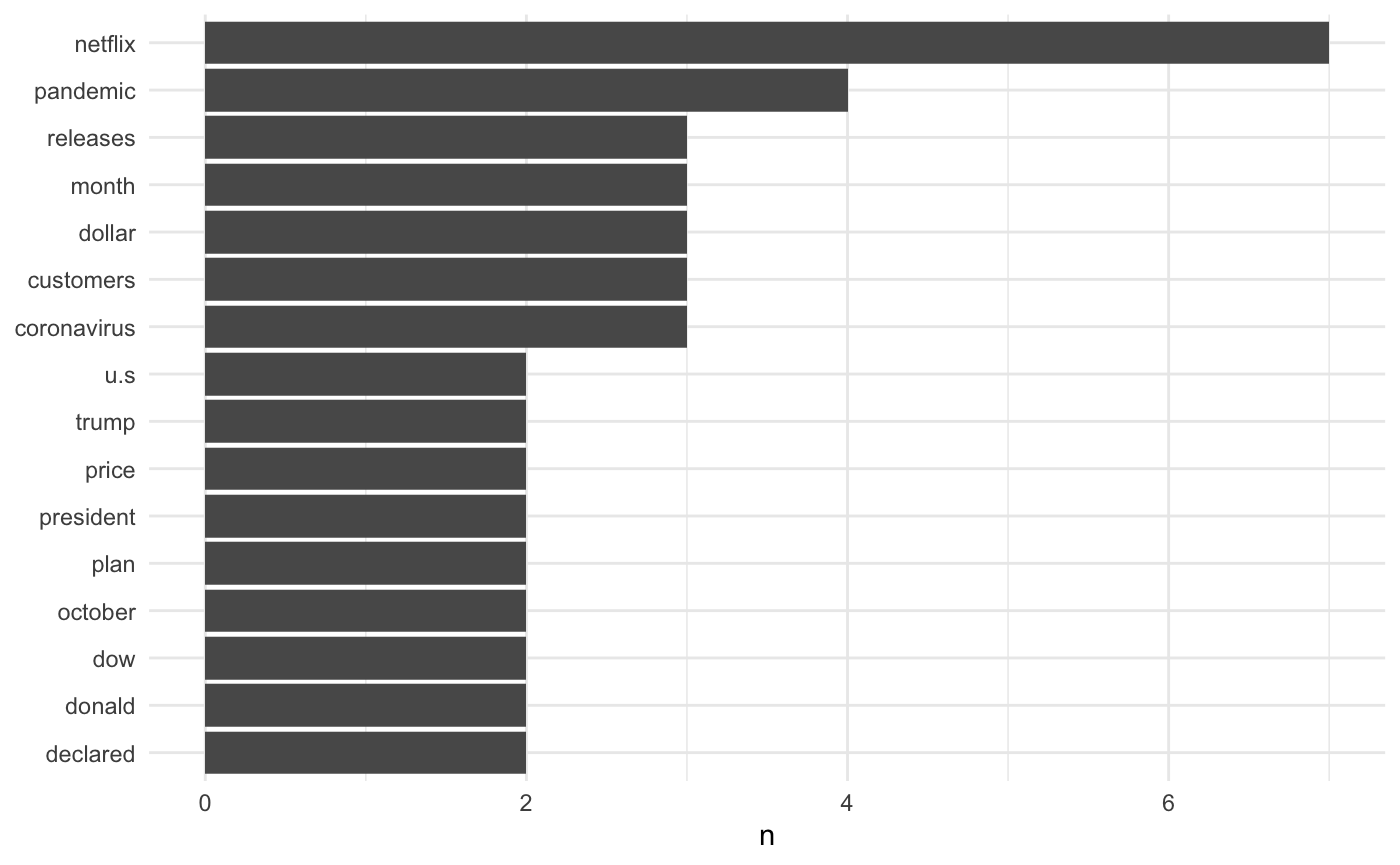 netflix
pandemic
releases
month
dollar
customers
coronavirus
u.s
trump
price
president
plan
october
dow
donald
declared
0 2 4 6
n